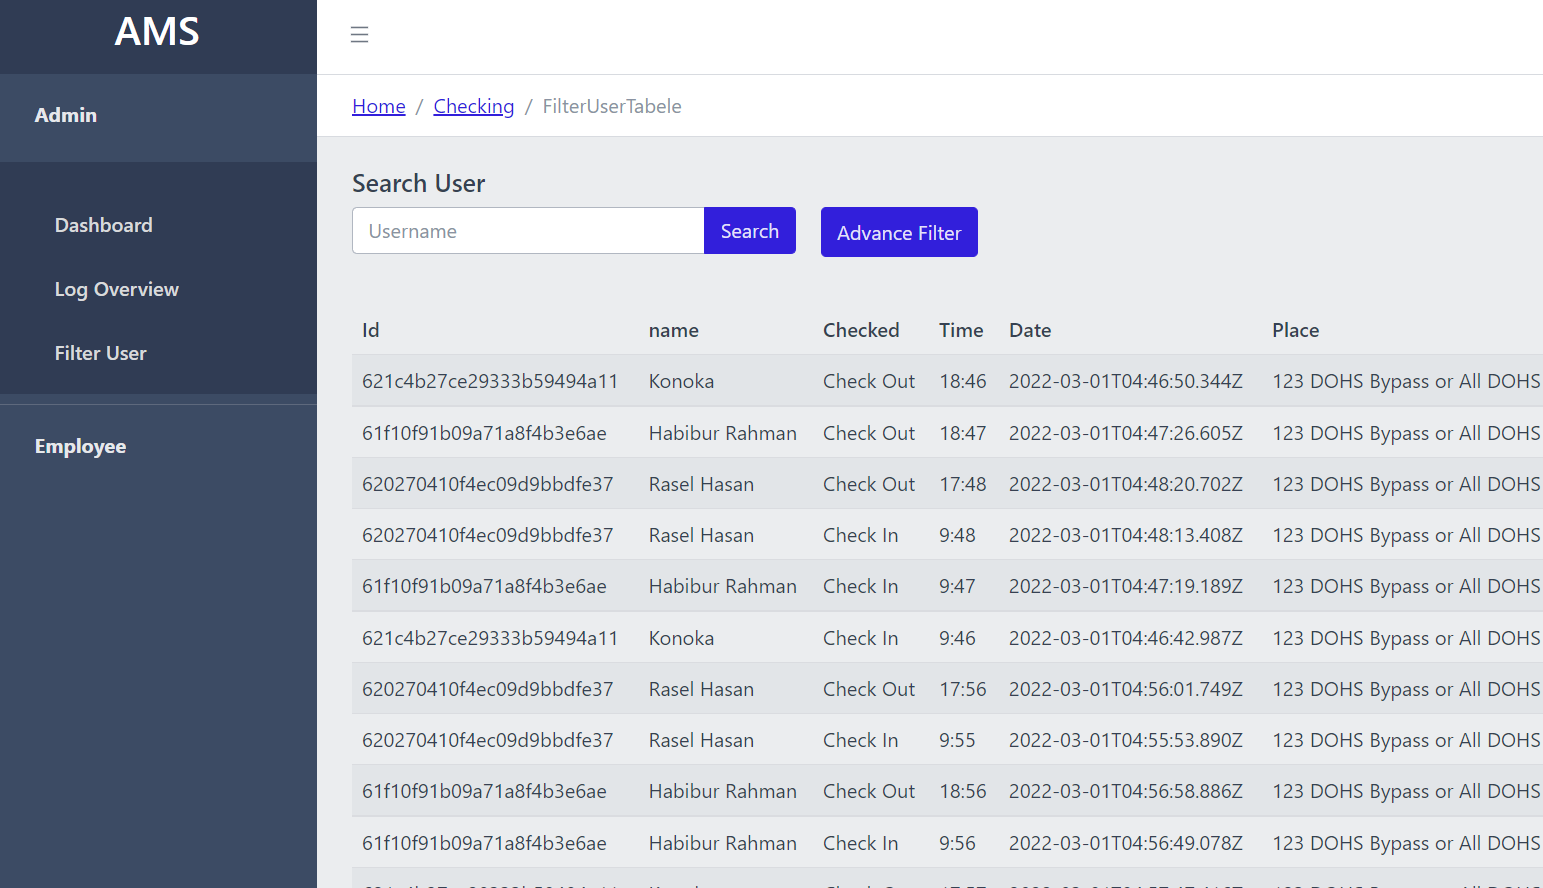 AMS
Admin
Dashboard
Log Overview
Filter User
Employee
Home / Checking / FilterUserTabele
Search User
Username Search Advance Filter
Id name Checked Time Date Place
621c4b27ce29333b59494a11 Konoka Check Out 18:46 2022-03-01T04:46:50.344Z 123 DOHS Bypass or All DOHS
61f10f91b09a71a8f4b3e6ae Habibur Rahman Check Out 18:47 2022-03-01T04:47:26.605Z 123 DOHS Bypass or All DOHS
620270410f4ec09d9bbdfe37 Rasel Hasan Check Out 17:48 2022-03-01T04:48:20.702Z 123 DOHS Bypass or All DOHS
620270410f4ec09d9bbdfe37 Rasel Hasan Check In 9:48 2022-03-01T04:48:13.408Z 123 DOHS Bypass or All DOHS
61f10f91b09a71a8f4b3e6ae Habibur Rahman Check In 9:47 2022-03-01T04:47:19.189Z 123 DOHS Bypass or All DOHS
621c4b27ce29333b59494a11 Konoka Check In 9:46 2022-03-01T04:46:42.987Z 123 DOHS Bypass or All DOHS
620270410f4ec09d9bbdfe37 Rasel Hasan Check Out 17:56 2022-03-01T04:56:01.749Z 123 DOHS Bypass or All DOHS
620270410f4ec09d9bbdfe37 Rasel Hasan Check In 9:55 2022-03-01T04:55:53.890Z 123 DOHS Bypass or All DOHS
61f10f91b09a71a8f4b3e6ae Habibur Rahman Check Out 18:56 2022-03-01T04:56:58.886Z 123 DOHS Bypass or All DOHS
61f10f91b09a71a8f4b3e6ae Habibur Rahman Check In 9:56 2022-03-01T04:56:49.078Z 123 DOHS Bypass or All DOHS